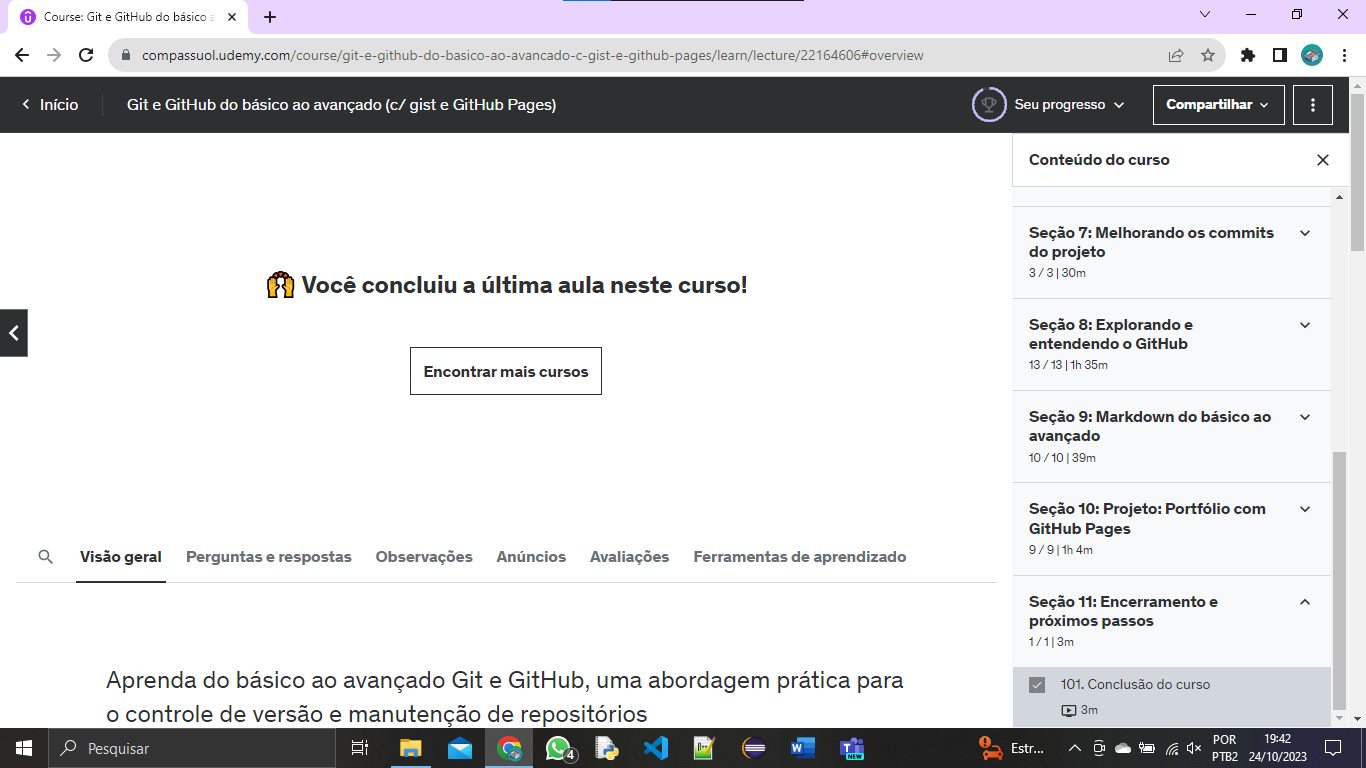 Course: Git e GitHub do básico a
compassuol.udemy.com/course/git-e-github-do-basico-ao-avancado-c-gist-e-github-pages/learn/lecture/22164606#overview
Início
Git e GitHub do básico ao avançado (c/ gist e GitHub Pages)
Seu progresso
Compartilhar
Você concluiu a última aula neste curso!
Encontrar mais cursos
Visão geral
Perguntas e respostas
Observações
Anúncios
Avaliações
Ferramentas de aprendizado
Aprenda do básico ao avançado Git e GitHub, uma abordagem prática para
o controle de versão e manutenção de repositórios
Conteúdo do curso
Seção 7: Melhorando os commits
do projeto
3 / 3 | 30m
Seção 8: Explorando e
entendendo o GitHub
13 / 13 | 1h 35m
Seção 9: Markdown do básico ao
avançado
10 / 10 | 39m
Seção 10: Projeto: Portfólio com
GitHub Pages
9 / 9 | 1h 4m
Seção 11: Encerramento e
próximos passos
1 / 1 | 3m
101. Conclusão do curso
3m
Pesquisar
4
NEW
Estr...
POR
PTB2
19:42
24/10/2023